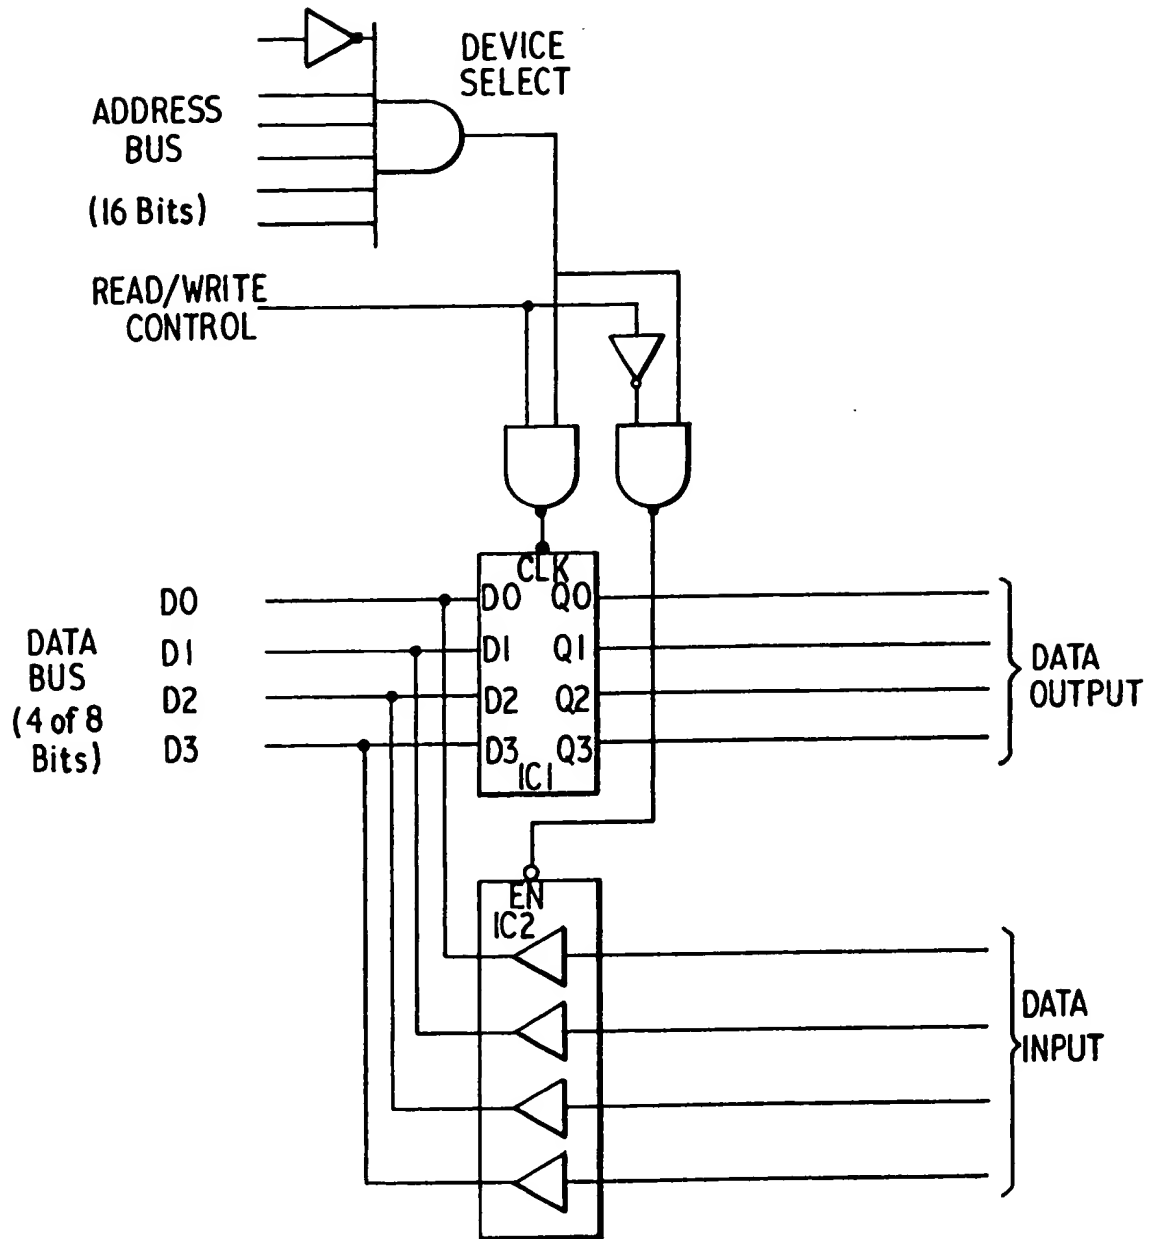 DEVICE
SELECT
ADDRESS
BUS
(16 Bits)
READ/WRITE
CONTROL
CLK
D0
D0 Q0
D1
D1 Q1
D2
D2 Q2
D3
D3 Q3
IC1
DATA
BUS
(4 of 8
Bits)
DATA
OUTPUT
EN
IC2
DATA
INPUT